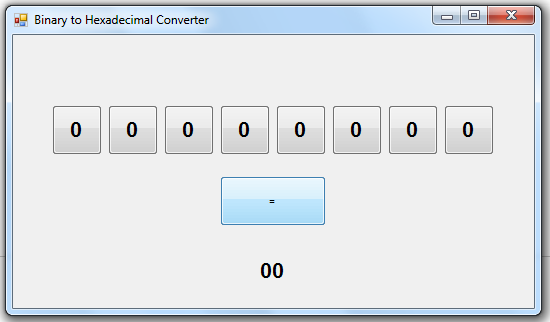 Binary to Hexadecimal Converter
0 0 0 0 0 0 0 0
=
00